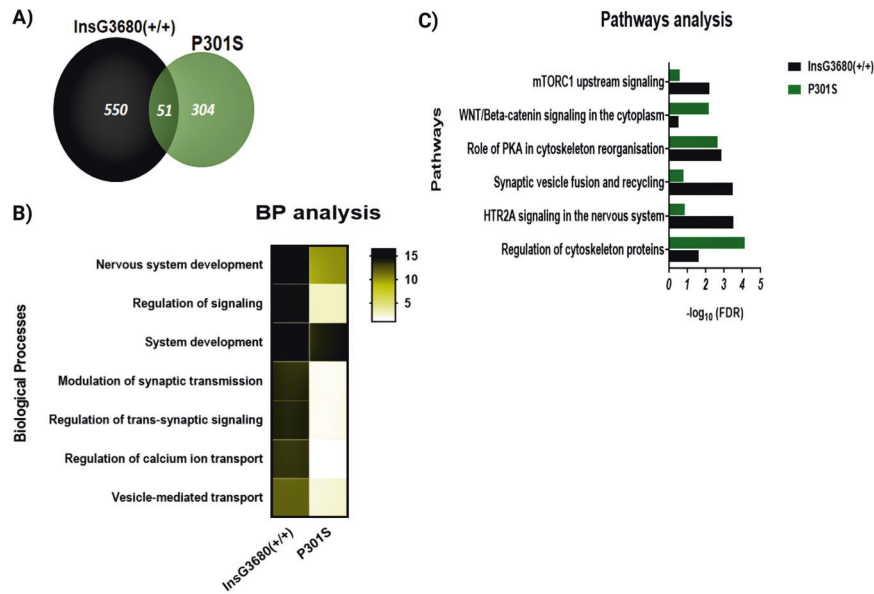 A)
InsG3680(+/+)
P301S
550
51
304
B)
BP analysis
Biological Processes
Nervous system development
Regulation of signaling
System development
Modulation of synaptic transmission
Regulation of trans-synaptic signaling
Regulation of calcium ion transport
Vesicle-mediated transport
InsG3680(+/+)
P301S
15
10
5
C)
Pathways analysis
InsG3680(+/+)
P301S
Pathways
mTORC1 upstream signaling
WNT/Beta-catenin signaling in the cytoplasm
Role of PKA in cytoskeleton reorganisation
Synaptic vesicle fusion and recycling
HTR2A signaling in the nervous system
Regulation of cytoskeleton proteins
0 1 2 3 4 5
-log10 (FDR)